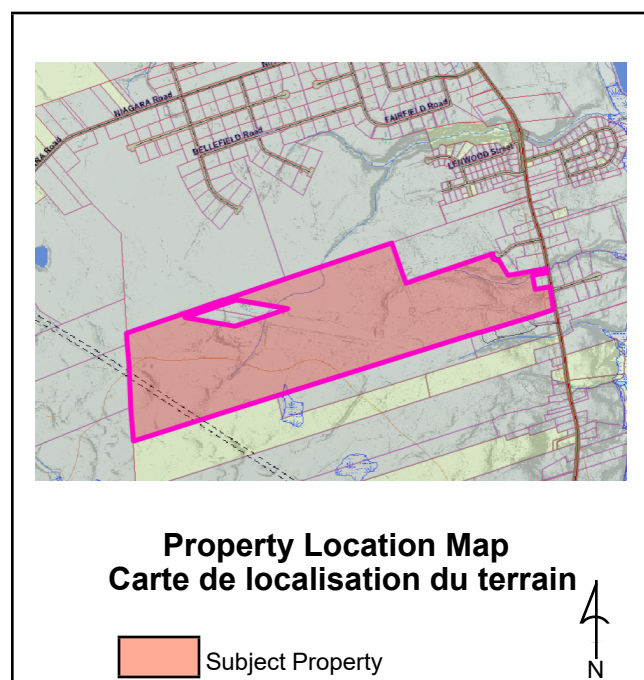 NIAGARA Road
BELLEFIELD Road
FAIRFIELD Road
LENWOOD Street
Property Location Map
Carte de localisation du terrain
Subject Property
N